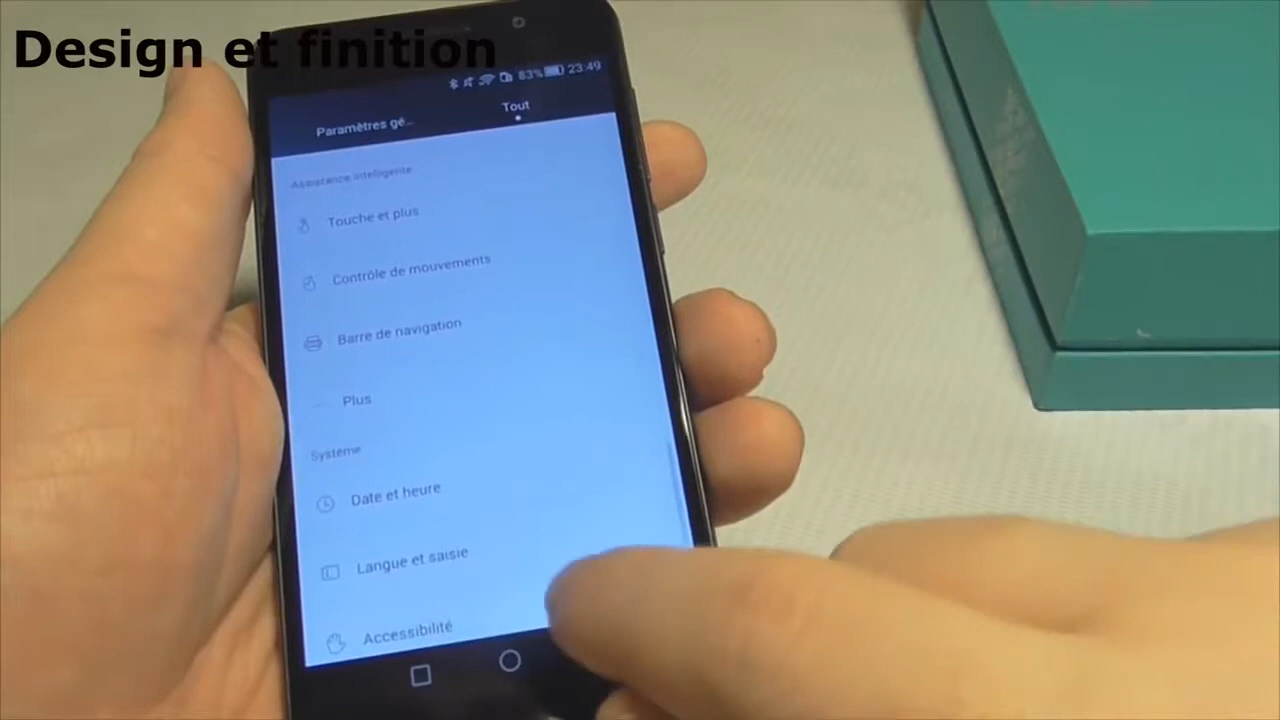 Design et finition
83% 23:49
Paramètres gé... Tout
Assistance intelligente
Touche et plus
Contrôle de mouvements
Barre de navigation
Plus
Système
Date et heure
Langue et saisie
Accessibilité